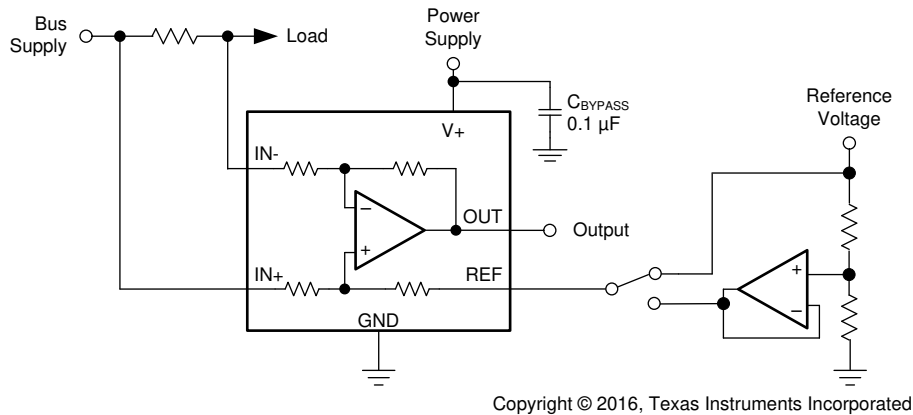 Bus
Supply
Load
Power
Supply
C_BYPASS
0.1 µF
Reference
Voltage
V+
IN-
−
+
OUT
Output
IN+
REF
GND
+
−
Copyright © 2016, Texas Instruments Incorporated